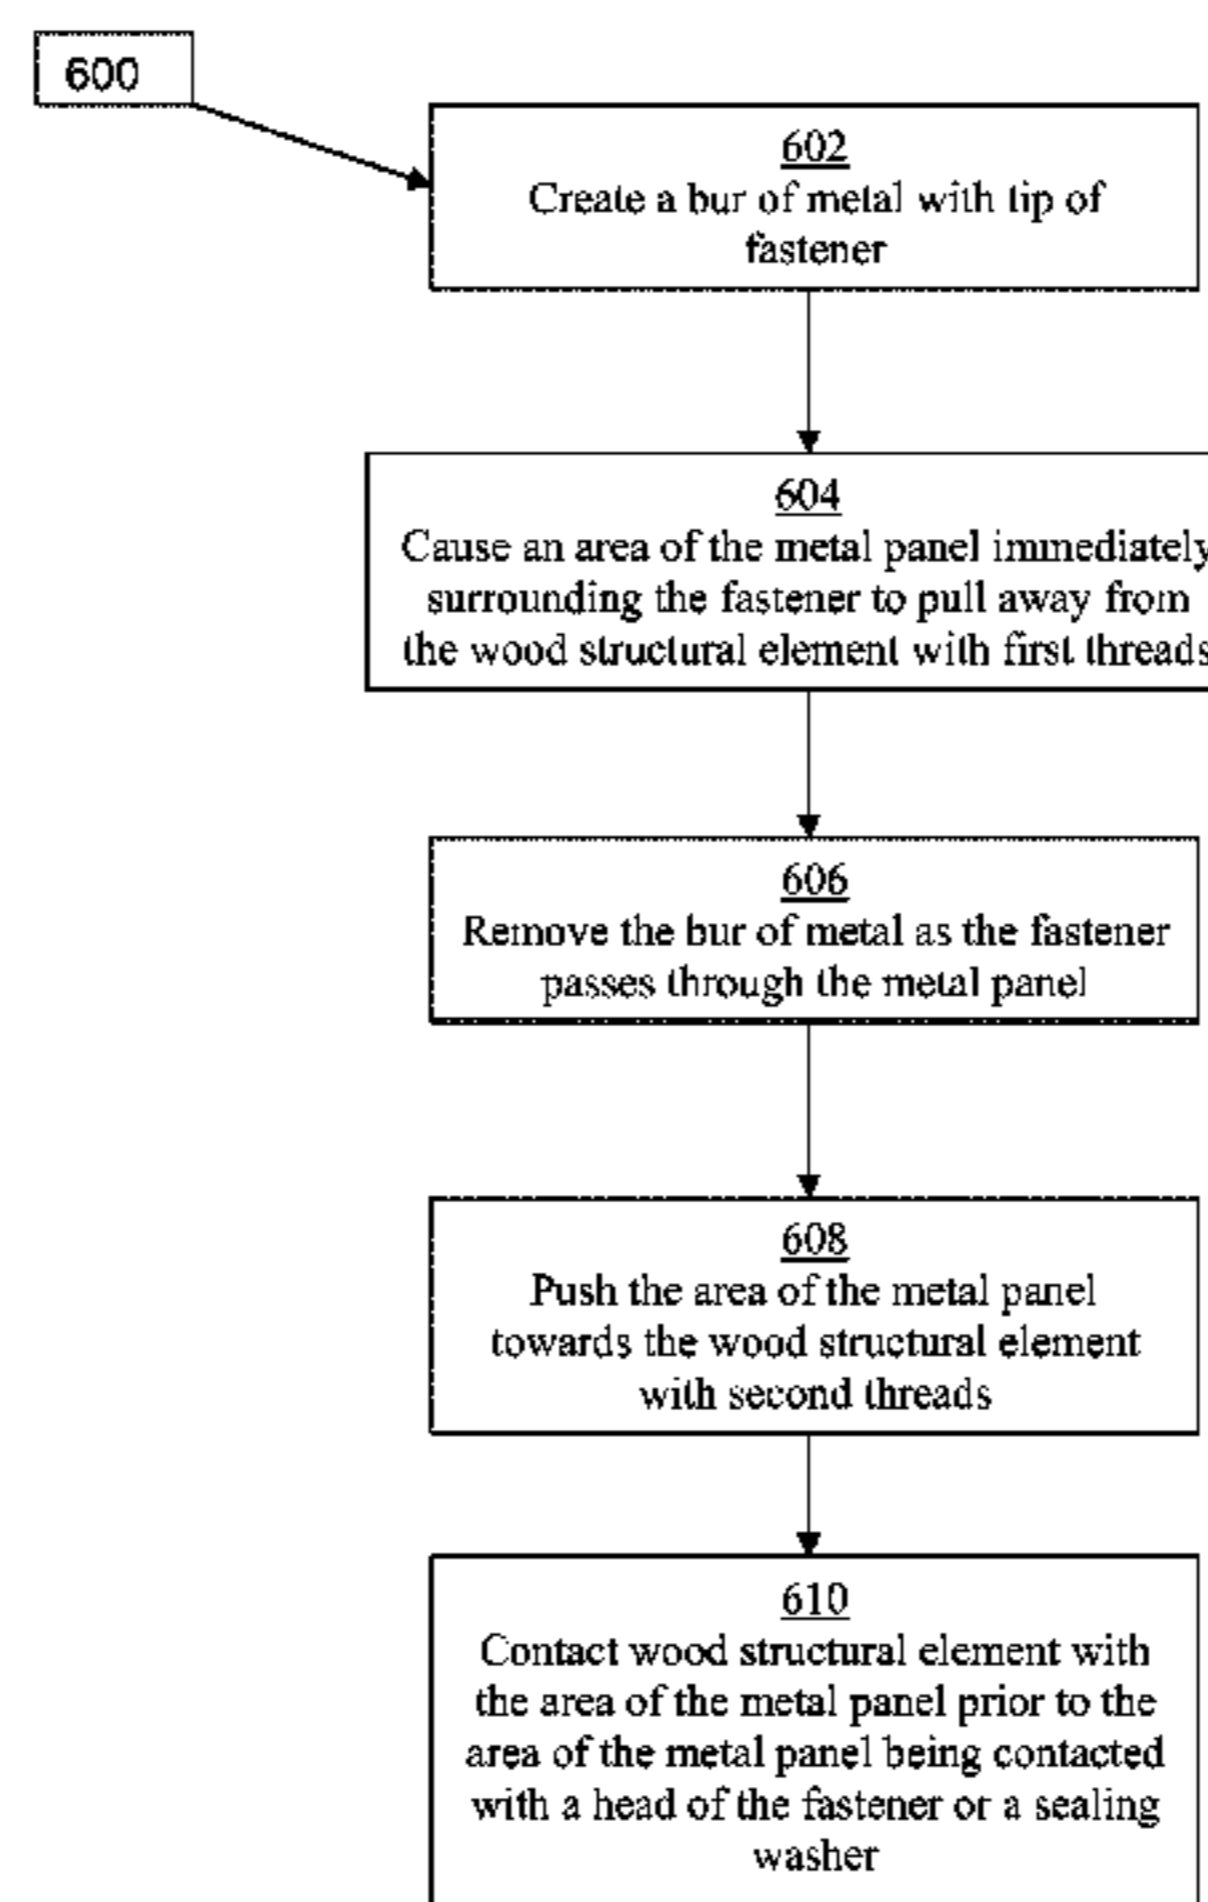 600
602
Create a bur of metal with tip of
fastener
604
Cause an area of the metal panel immediately
surrounding the fastener to pull away from
the wood structural element with first threads
606
Remove the bur of metal as the fastener
passes through the metal panel
608
Push the area of the metal panel
towards the wood structural element
with second threads
610
Contact wood structural element with
the area of the metal panel prior to the
area of the metal panel being contacted
with a head of the fastener or a sealing
washer